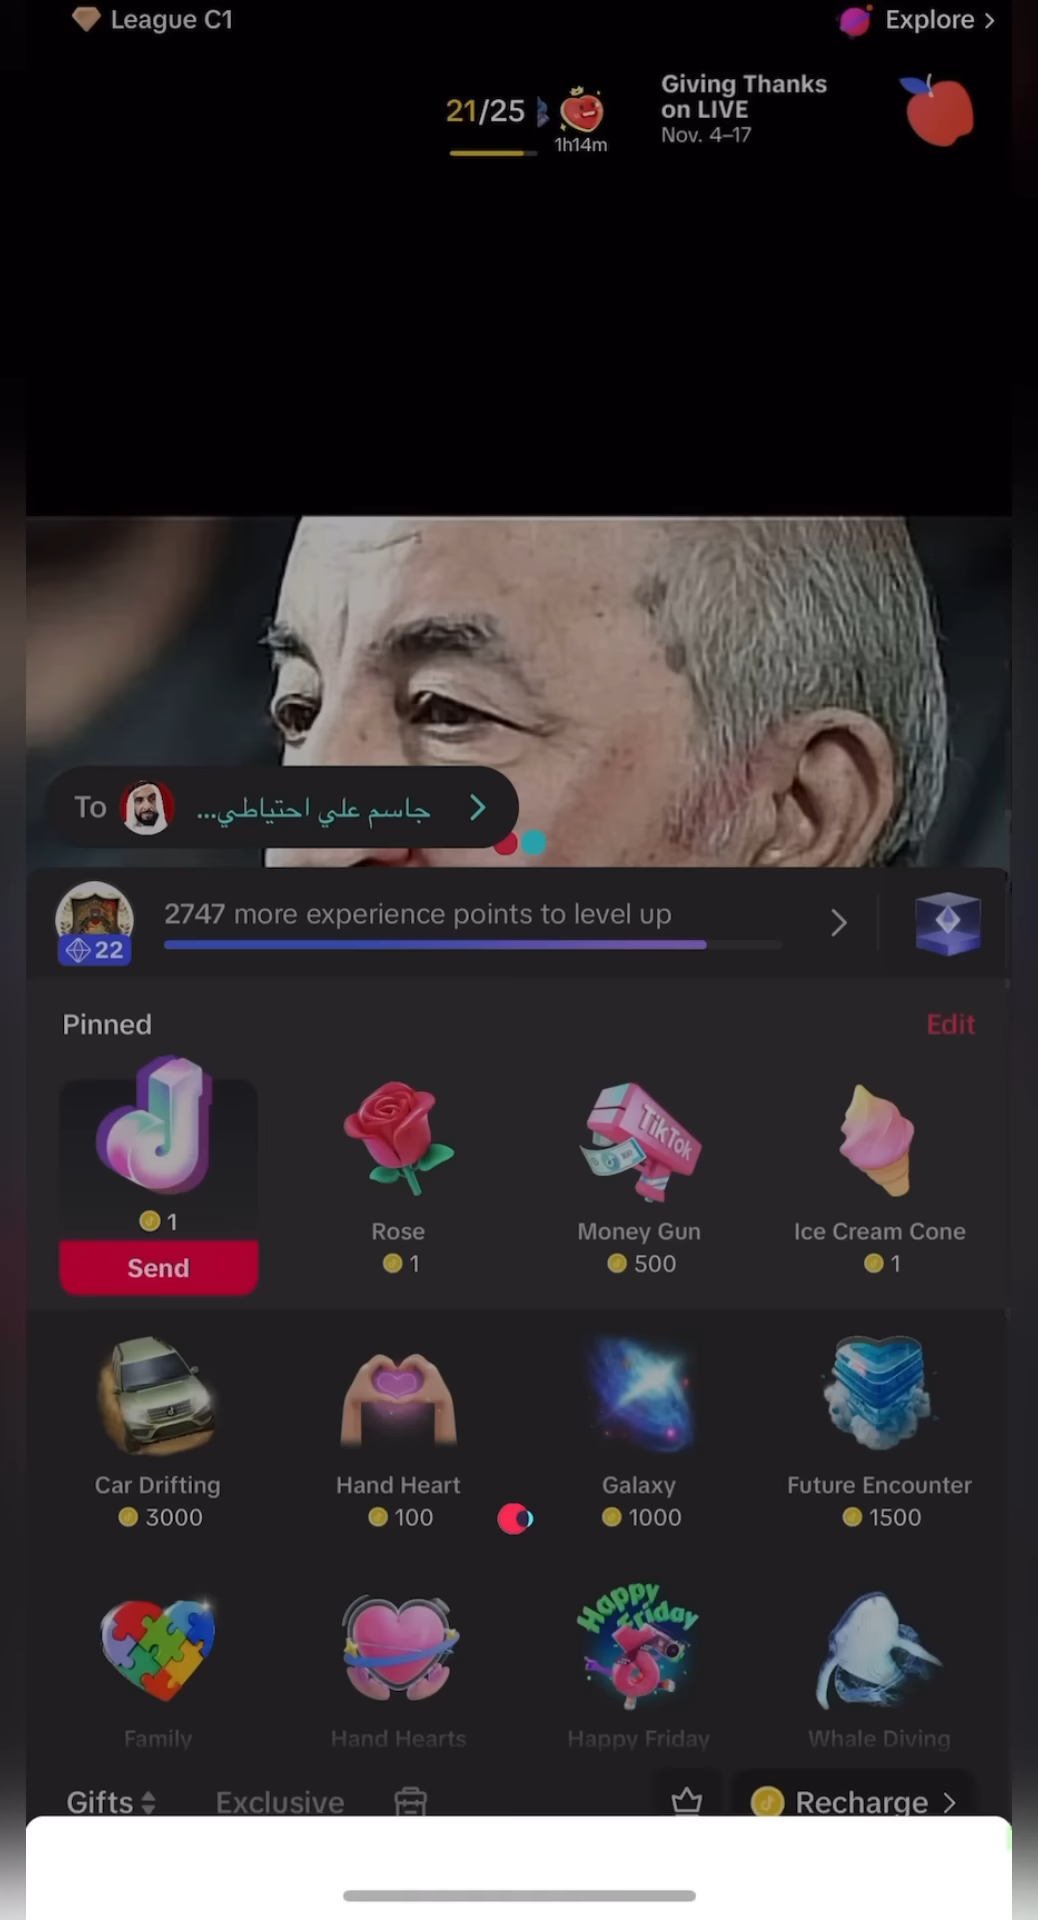 League C1
Explore >
21/25
1h14m
Giving Thanks
on LIVE
Nov. 4–17
To جاسم علي احتياطي... >
22
2747 more experience points to level up >
Pinned
Edit
1
Send
Rose
1
TikTok
Money Gun
500
Ice Cream Cone
1
Car Drifting
3000
Hand Heart
100
Galaxy
1000
Future Encounter
1500
Family
Hand Hearts
Happy
Friday
Happy Friday
Whale Diving
Gifts
Exclusive
Recharge >